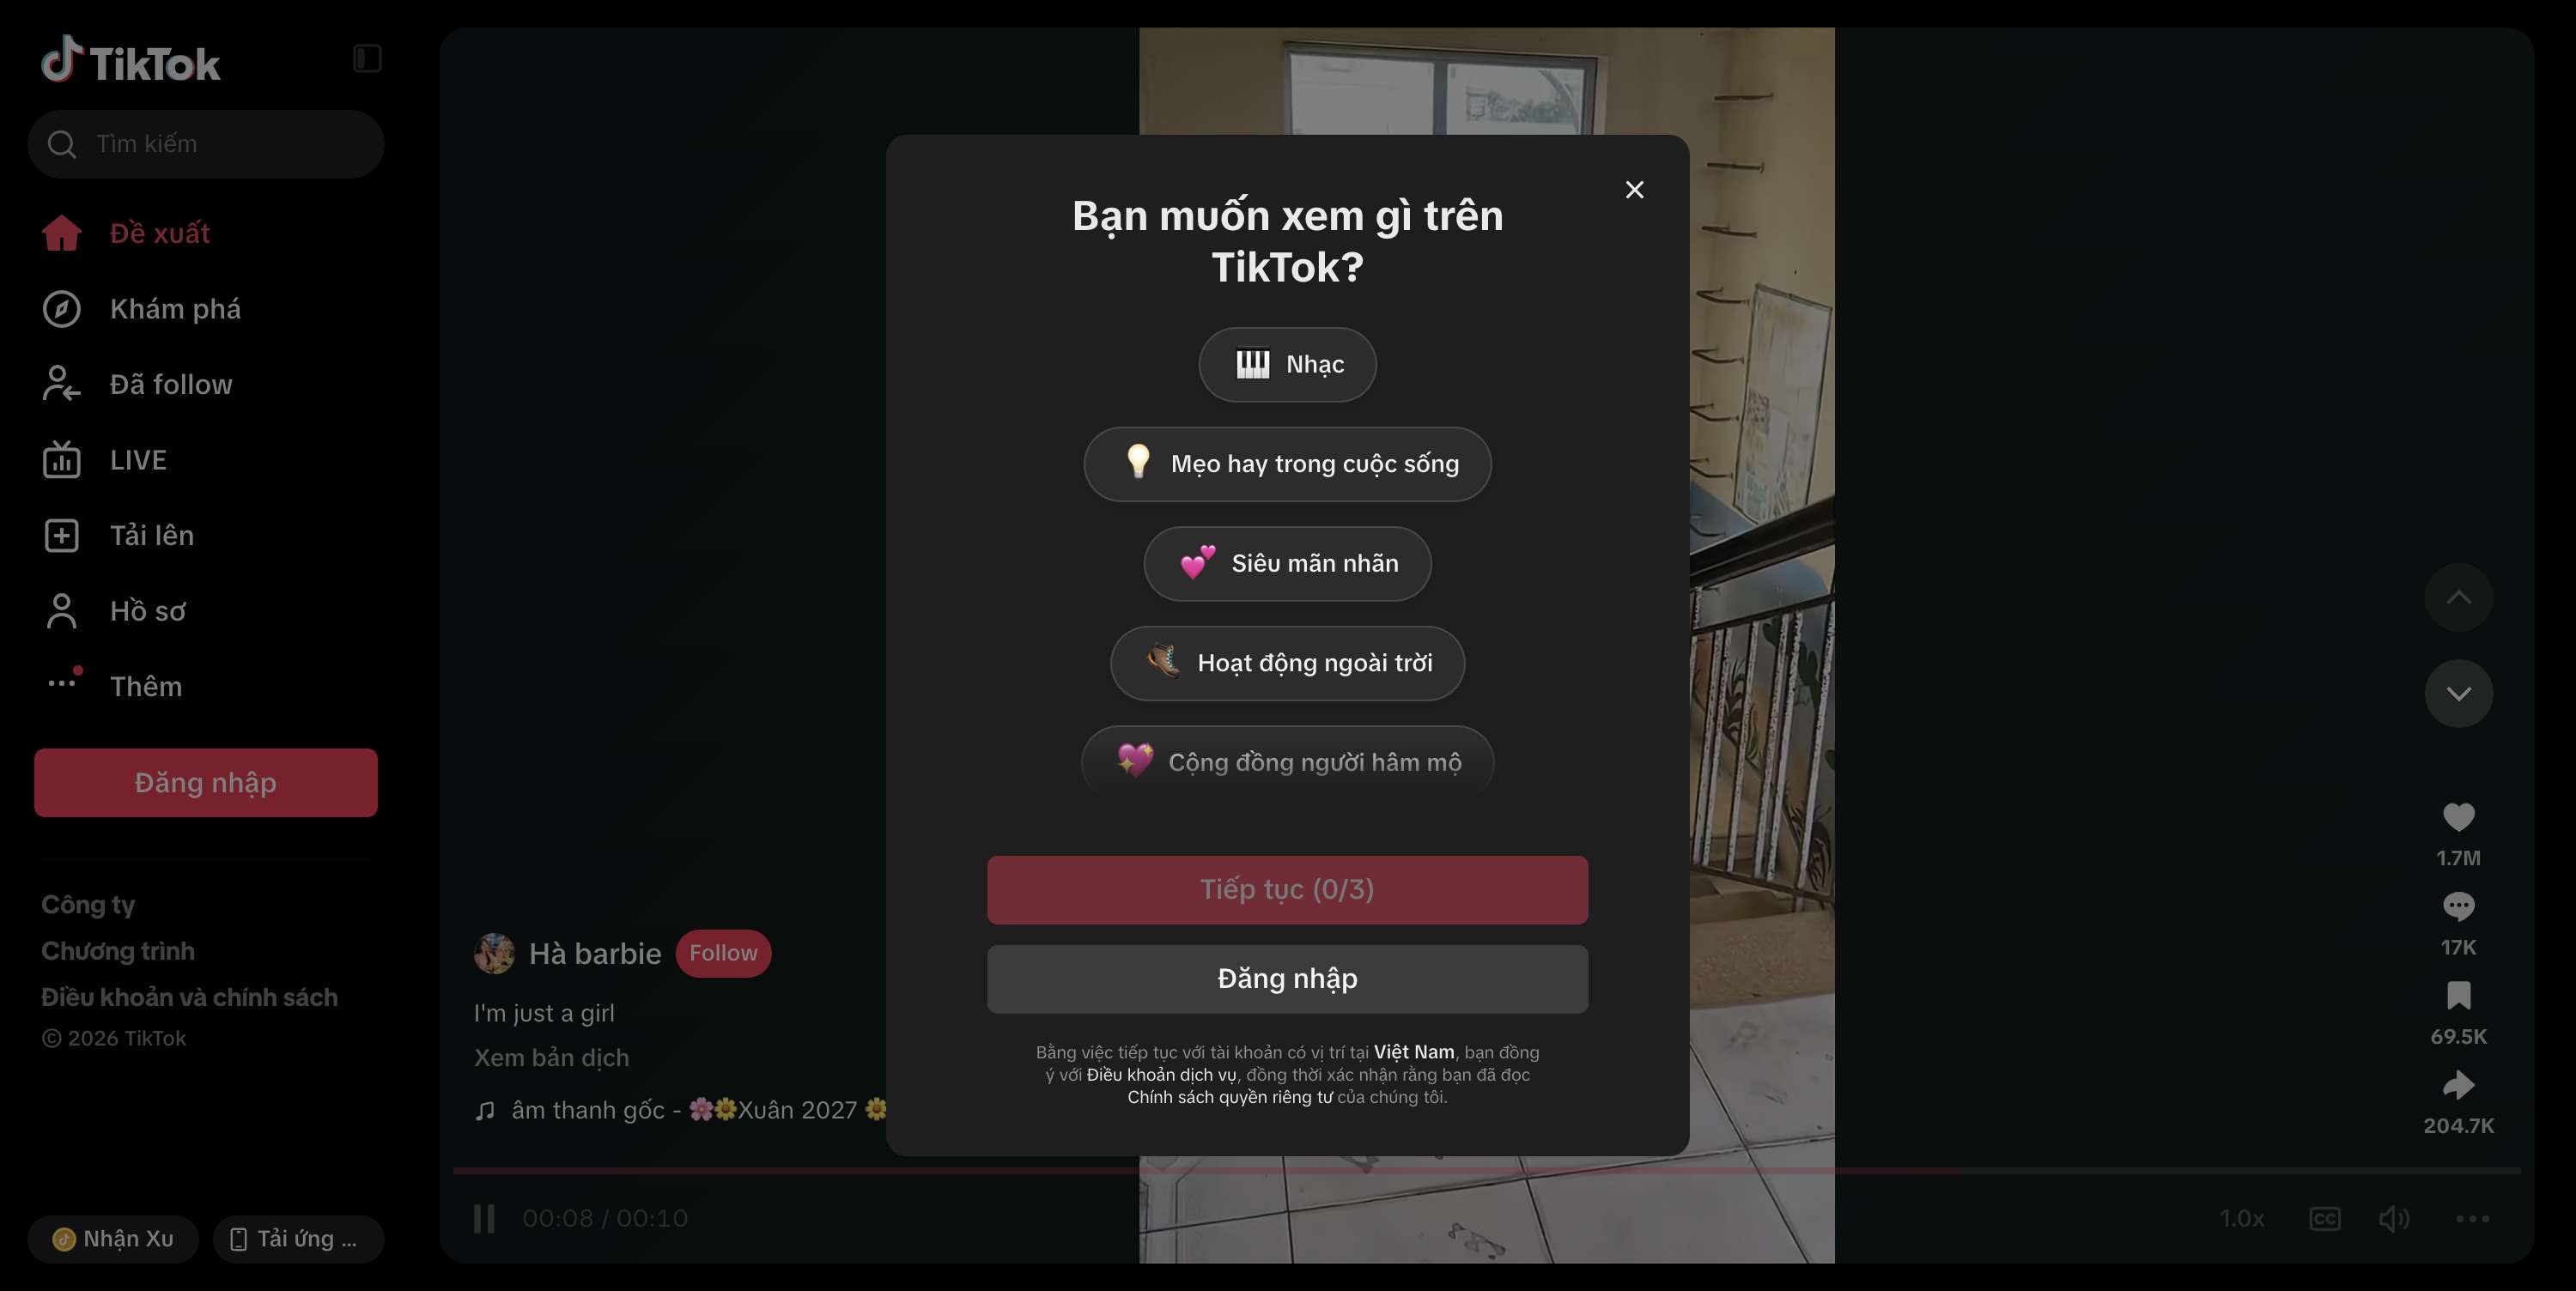 TikTok
Tìm kiếm
Đề xuất
Khám phá
Đã follow
LIVE
Tải lên
Hồ sơ
Thêm
Đăng nhập
Công ty
Chương trình
Điều khoản và chính sách
© 2026 TikTok
Nhận Xu
Tải ứng ...
Bạn muốn xem gì trên
TikTok?
Nhạc
Mẹo hay trong cuộc sống
Siêu mãn nhãn
Hoạt động ngoài trời
Cộng đồng người hâm mộ
Tiếp tục (0/3)
Đăng nhập
Bằng việc tiếp tục với tài khoản có vị trí tại Việt Nam, bạn đồng
ý với Điều khoản dịch vụ, đồng thời xác nhận rằng bạn đã đọc
Chính sách quyền riêng tư của chúng tôi.
Hà barbie Follow
I'm just a girl
Xem bản dịch
âm thanh gốc - 🌸🌼Xuân 2027 🌼
00:08 / 00:10
1.7M
17K
69.5K
204.7K
1.0x
CC